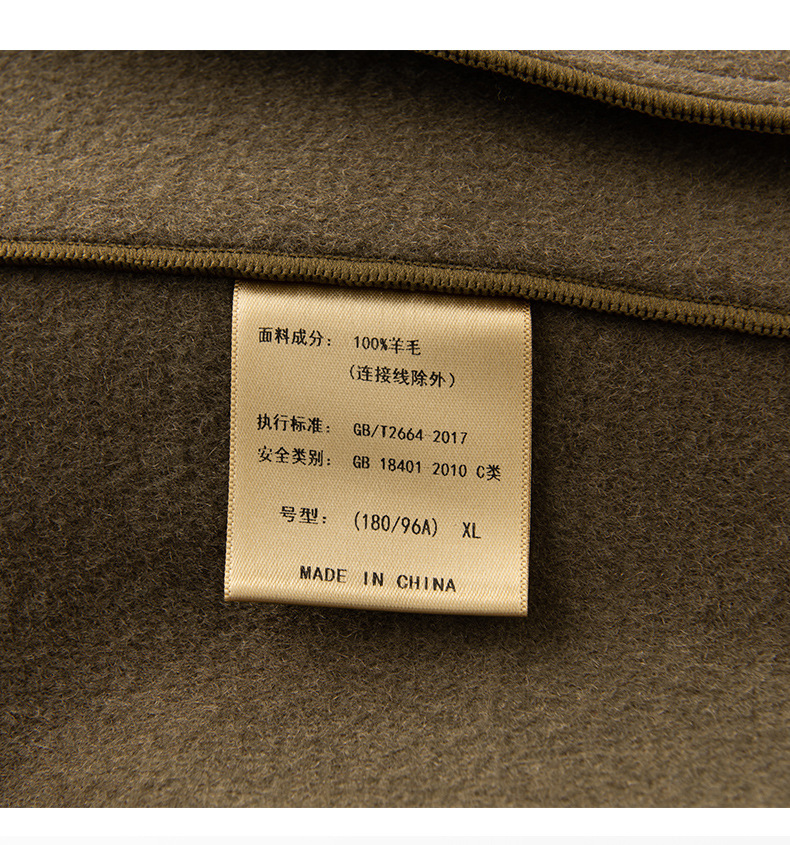 面料成分： 100%羊毛
（连接线除外）
执行标准： GB/T2664-2017
安全类别： GB 18401-2010 C类
号型： (180/96A) XL
MADE IN CHINA